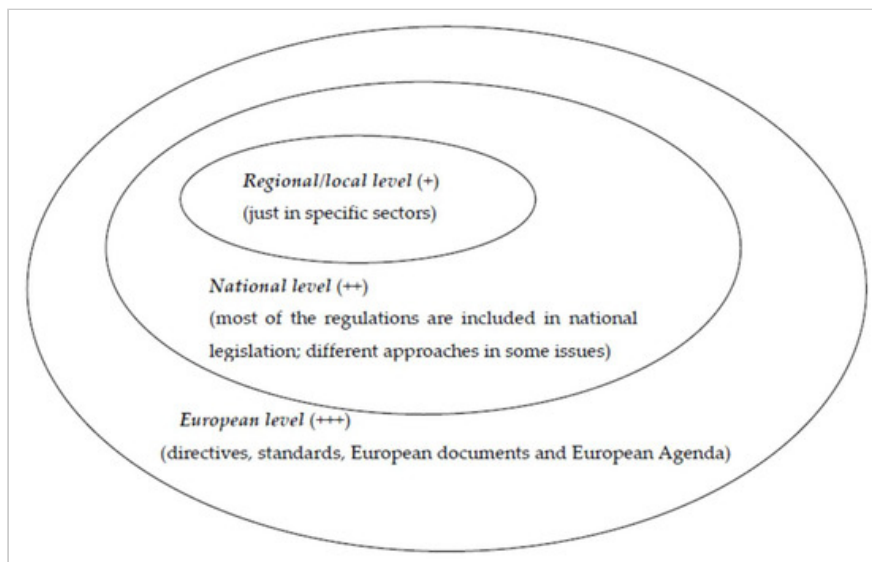 Regional/local level (+)
(just in specific sectors)
National level (++)
(most of the regulations are included in national
legislation; different approaches in some issues)
European level (+++)
(directives, standards, European documents and European Agenda)